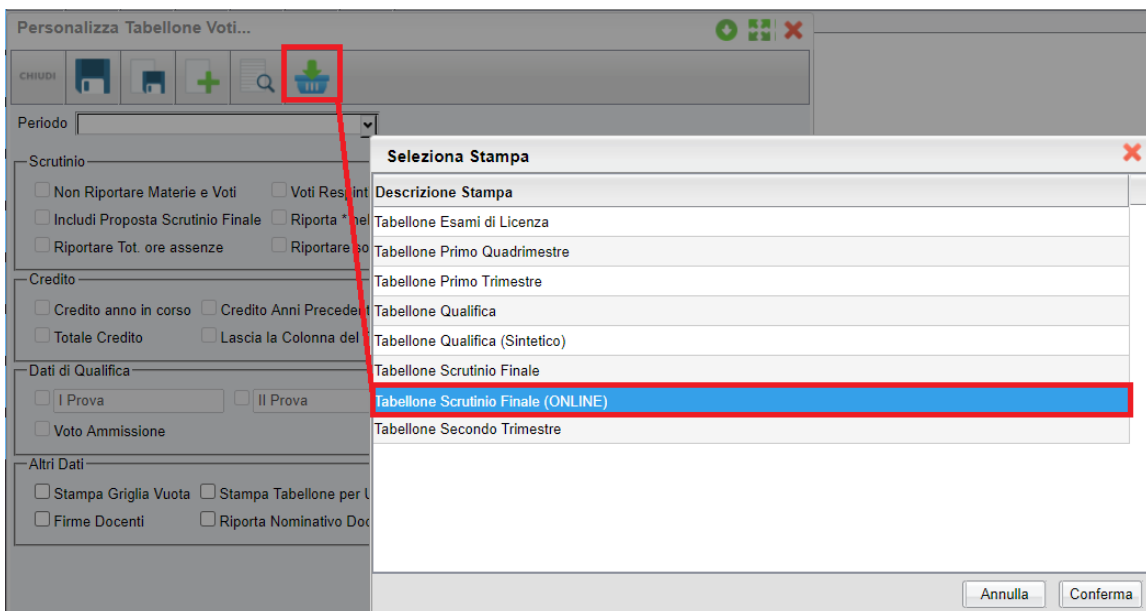 Personalizza Tabellone Voti...
CHIUDI
Periodo
Scrutinio
Non Riportare Materie e Voti
Includi Proposta Scrutinio Finale Riporta *
Riportare Tot. ore assenze Riportare
Credito
Credito anno in corso Credito Anni
Totale Credito Lascia la Colonna del
Dati di Qualifica
I Prova II Prova
Voto Ammissione
Altri Dati
Stampa Griglia Vuota Stampa Tabellone per
Firme Docenti Riporta Nominativo
Seleziona Stampa
Descrizione Stampa
Tabellone Esami di Licenza
Tabellone Primo Quadrimestre
Tabellone Primo Trimestre
Tabellone Qualifica
Tabellone Qualifica (Sintetico)
Tabellone Scrutinio Finale
Tabellone Scrutinio Finale (ONLINE)
Tabellone Secondo Trimestre
Annulla Conferma